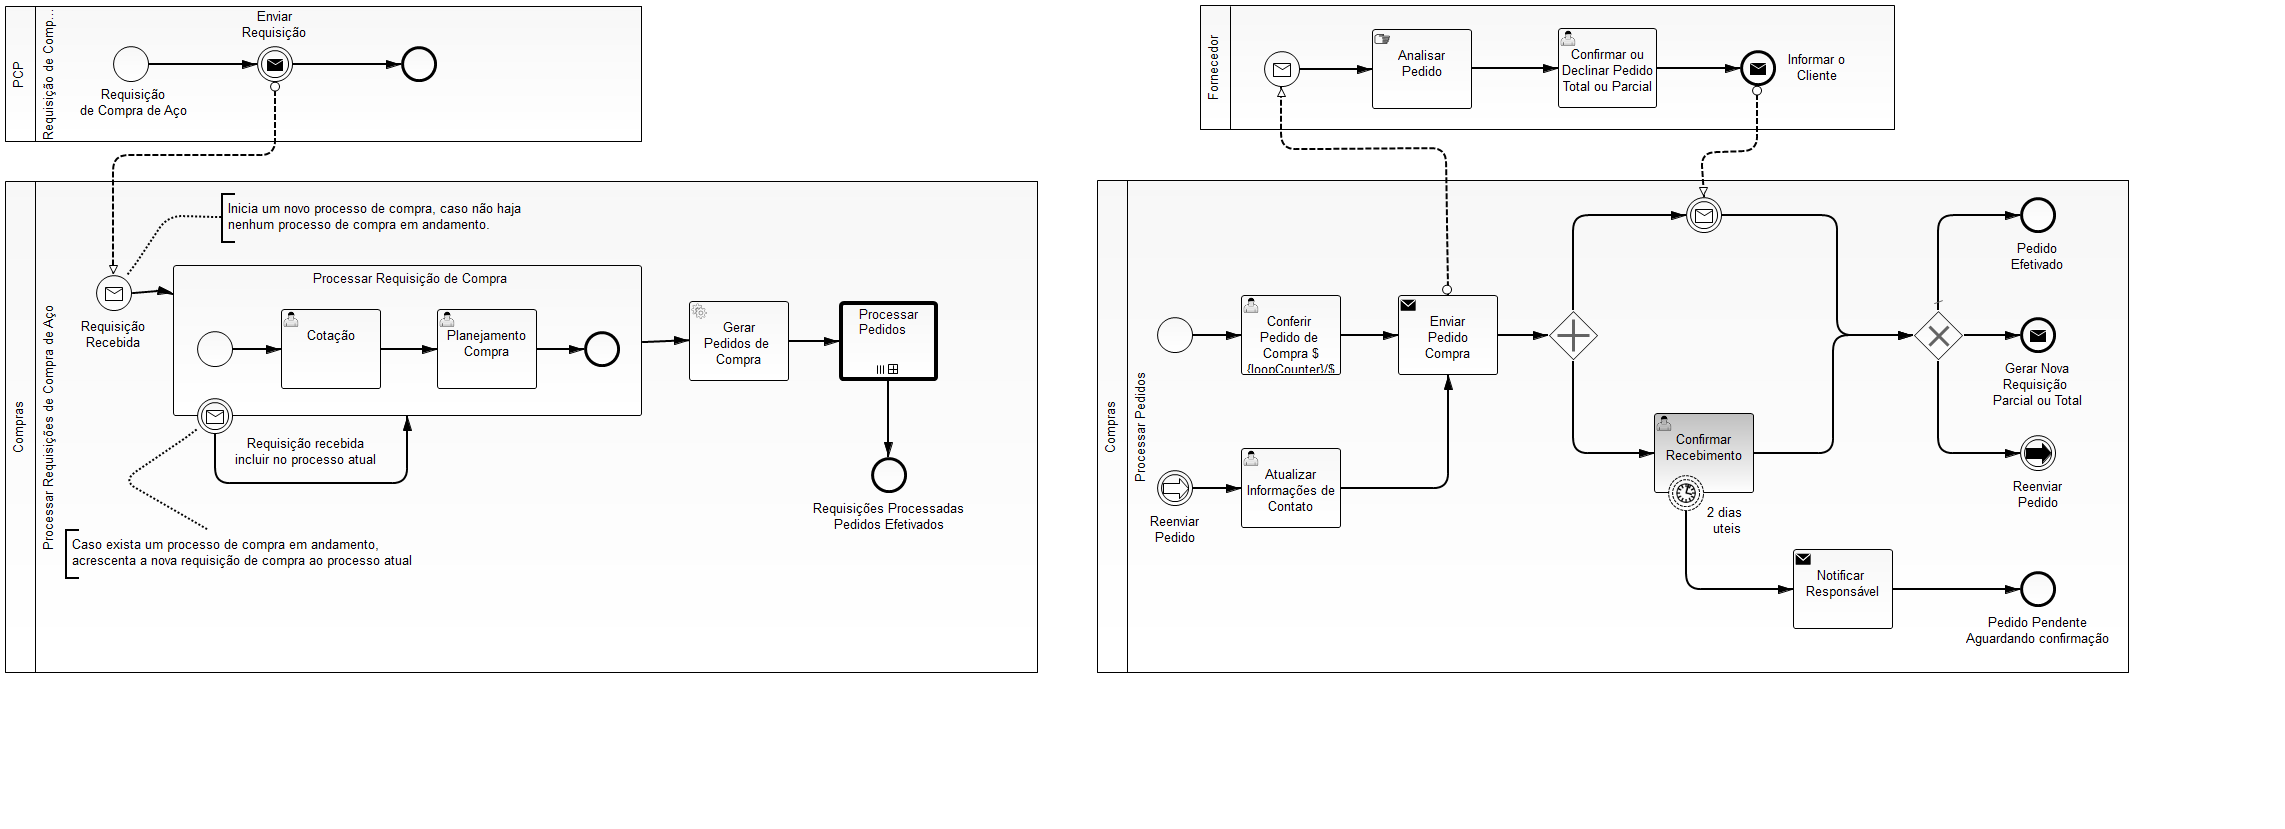 PCP
Requisição de Comp...
Enviar
Requisição
Requisição
de Compra de Aço
Compras
Processar Requisições de Compra de Aço
Inicia um novo processo de compra, caso não haja
nenhum processo de compra em andamento.
Requisição
Recebida
Processar Requisição de Compra
Cotação
Planejamento
Compra
Requisição recebida
incluir no processo atual
Caso exista um processo de compra em andamento,
acrescenta a nova requisição de compra ao processo atual
Gerar
Pedidos de
Compra
Processar
Pedidos
Requisições Processadas
Pedidos Efetivados
Fornecedor
Analisar
Pedido
Confirmar ou
Declinar Pedido
Total ou Parcial
Informar o
Cliente
Compras
Processar Pedidos
Conferir
Pedido de
Compra $
{loopCounter}/$
Enviar
Pedido
Compra
Reenviar
Pedido
Atualizar
Informações de
Contato
Confirmar
Recebimento
2 dias
uteis
Notificar
Responsável
Pedido
Efetivado
Gerar Nova
Requisição
Parcial ou Total
Reenviar
Pedido
Pedido Pendente
Aguardando confirmação